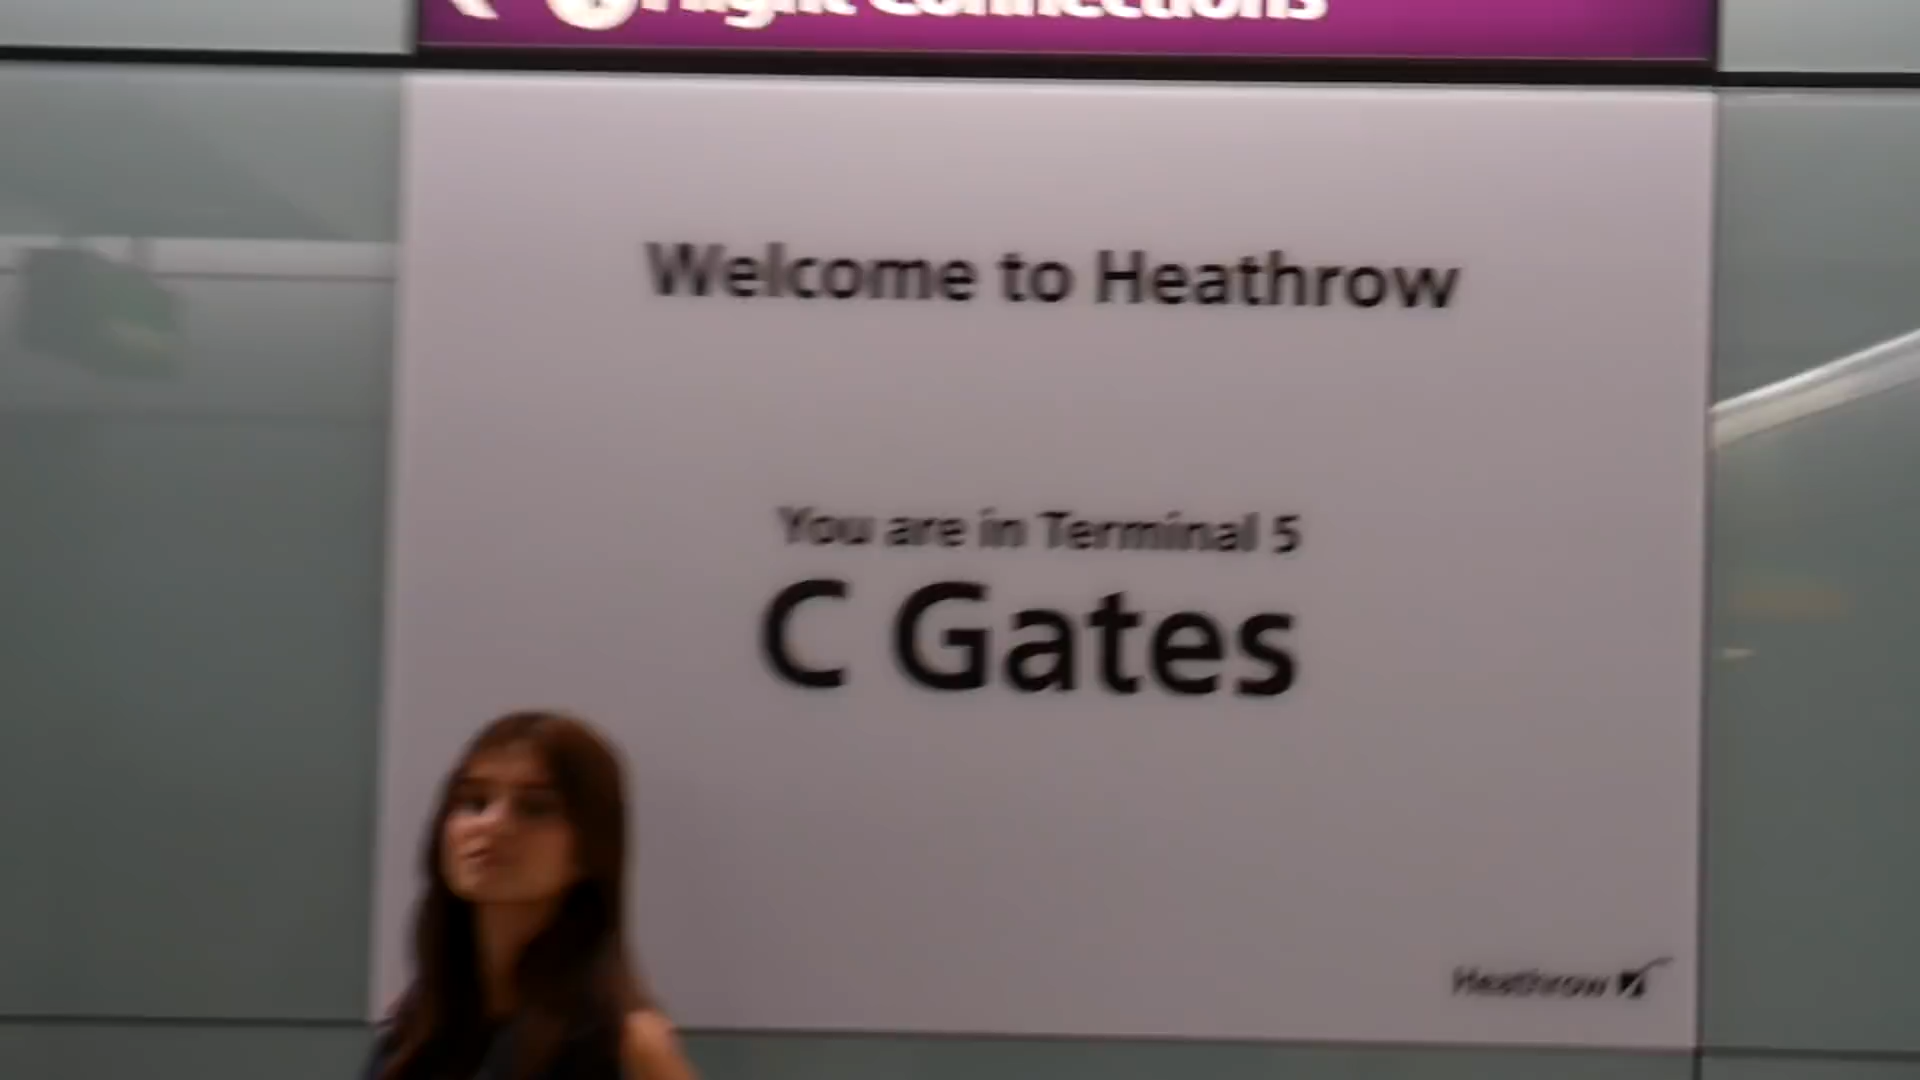 Flight Connections
Welcome to Heathrow
You are in Terminal 5
C Gates
Heathrow